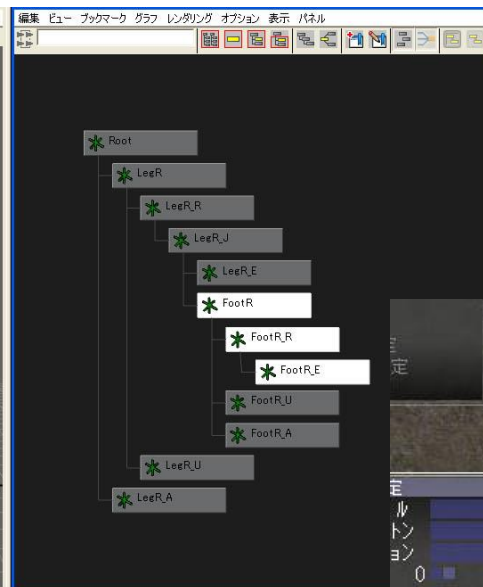 編集 ビュー ブックマーク グラフ レンダリング オプション 表示 パネル
Root
LegR
LegR_R
LegR_J
LegR_E
FootR
FootR_R
FootR_E
FootR_U
FootR_A
LegR_U
LegR_A
定
定
ル
トン
ョン
0